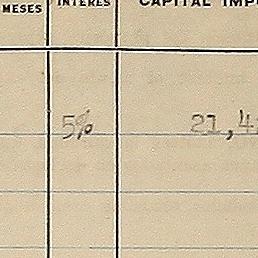 MESES INTERES CAPITAL IMP
5% 21,4